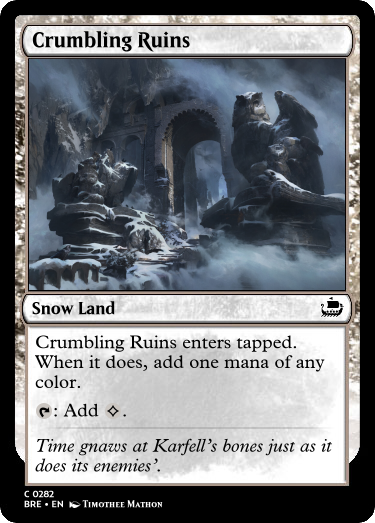 Crumbling Ruins
Snow Land
Crumbling Ruins enters tapped.
When it does, add one mana of any
color.
: Add .
Time gnaws at Karfell's bones just as it
does its enemies'.
C 0282
BRE • EN Timothee Mathon